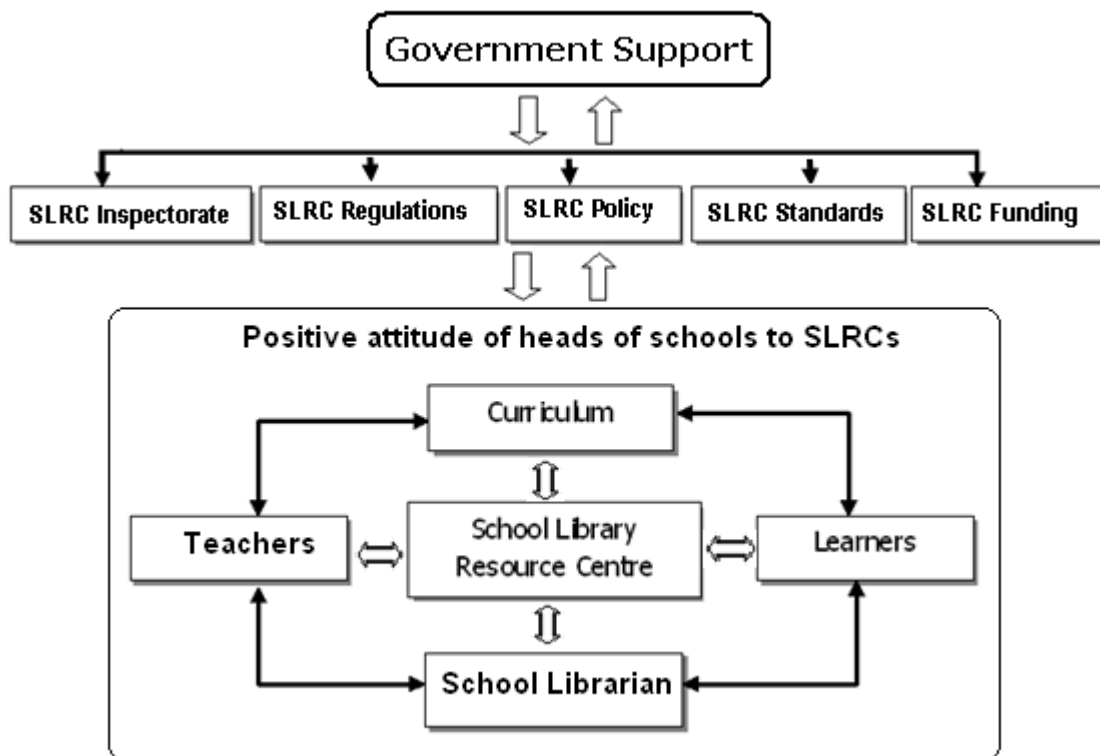 Government Support
SLRC Inspectorate
SLRC Regulations
SLRC Policy
SLRC Standards
SLRC Funding
Positive attitude of heads of schools to SLRCs
Curriculum
Teachers
School Library
Resource Centre
Learners
School Librarian